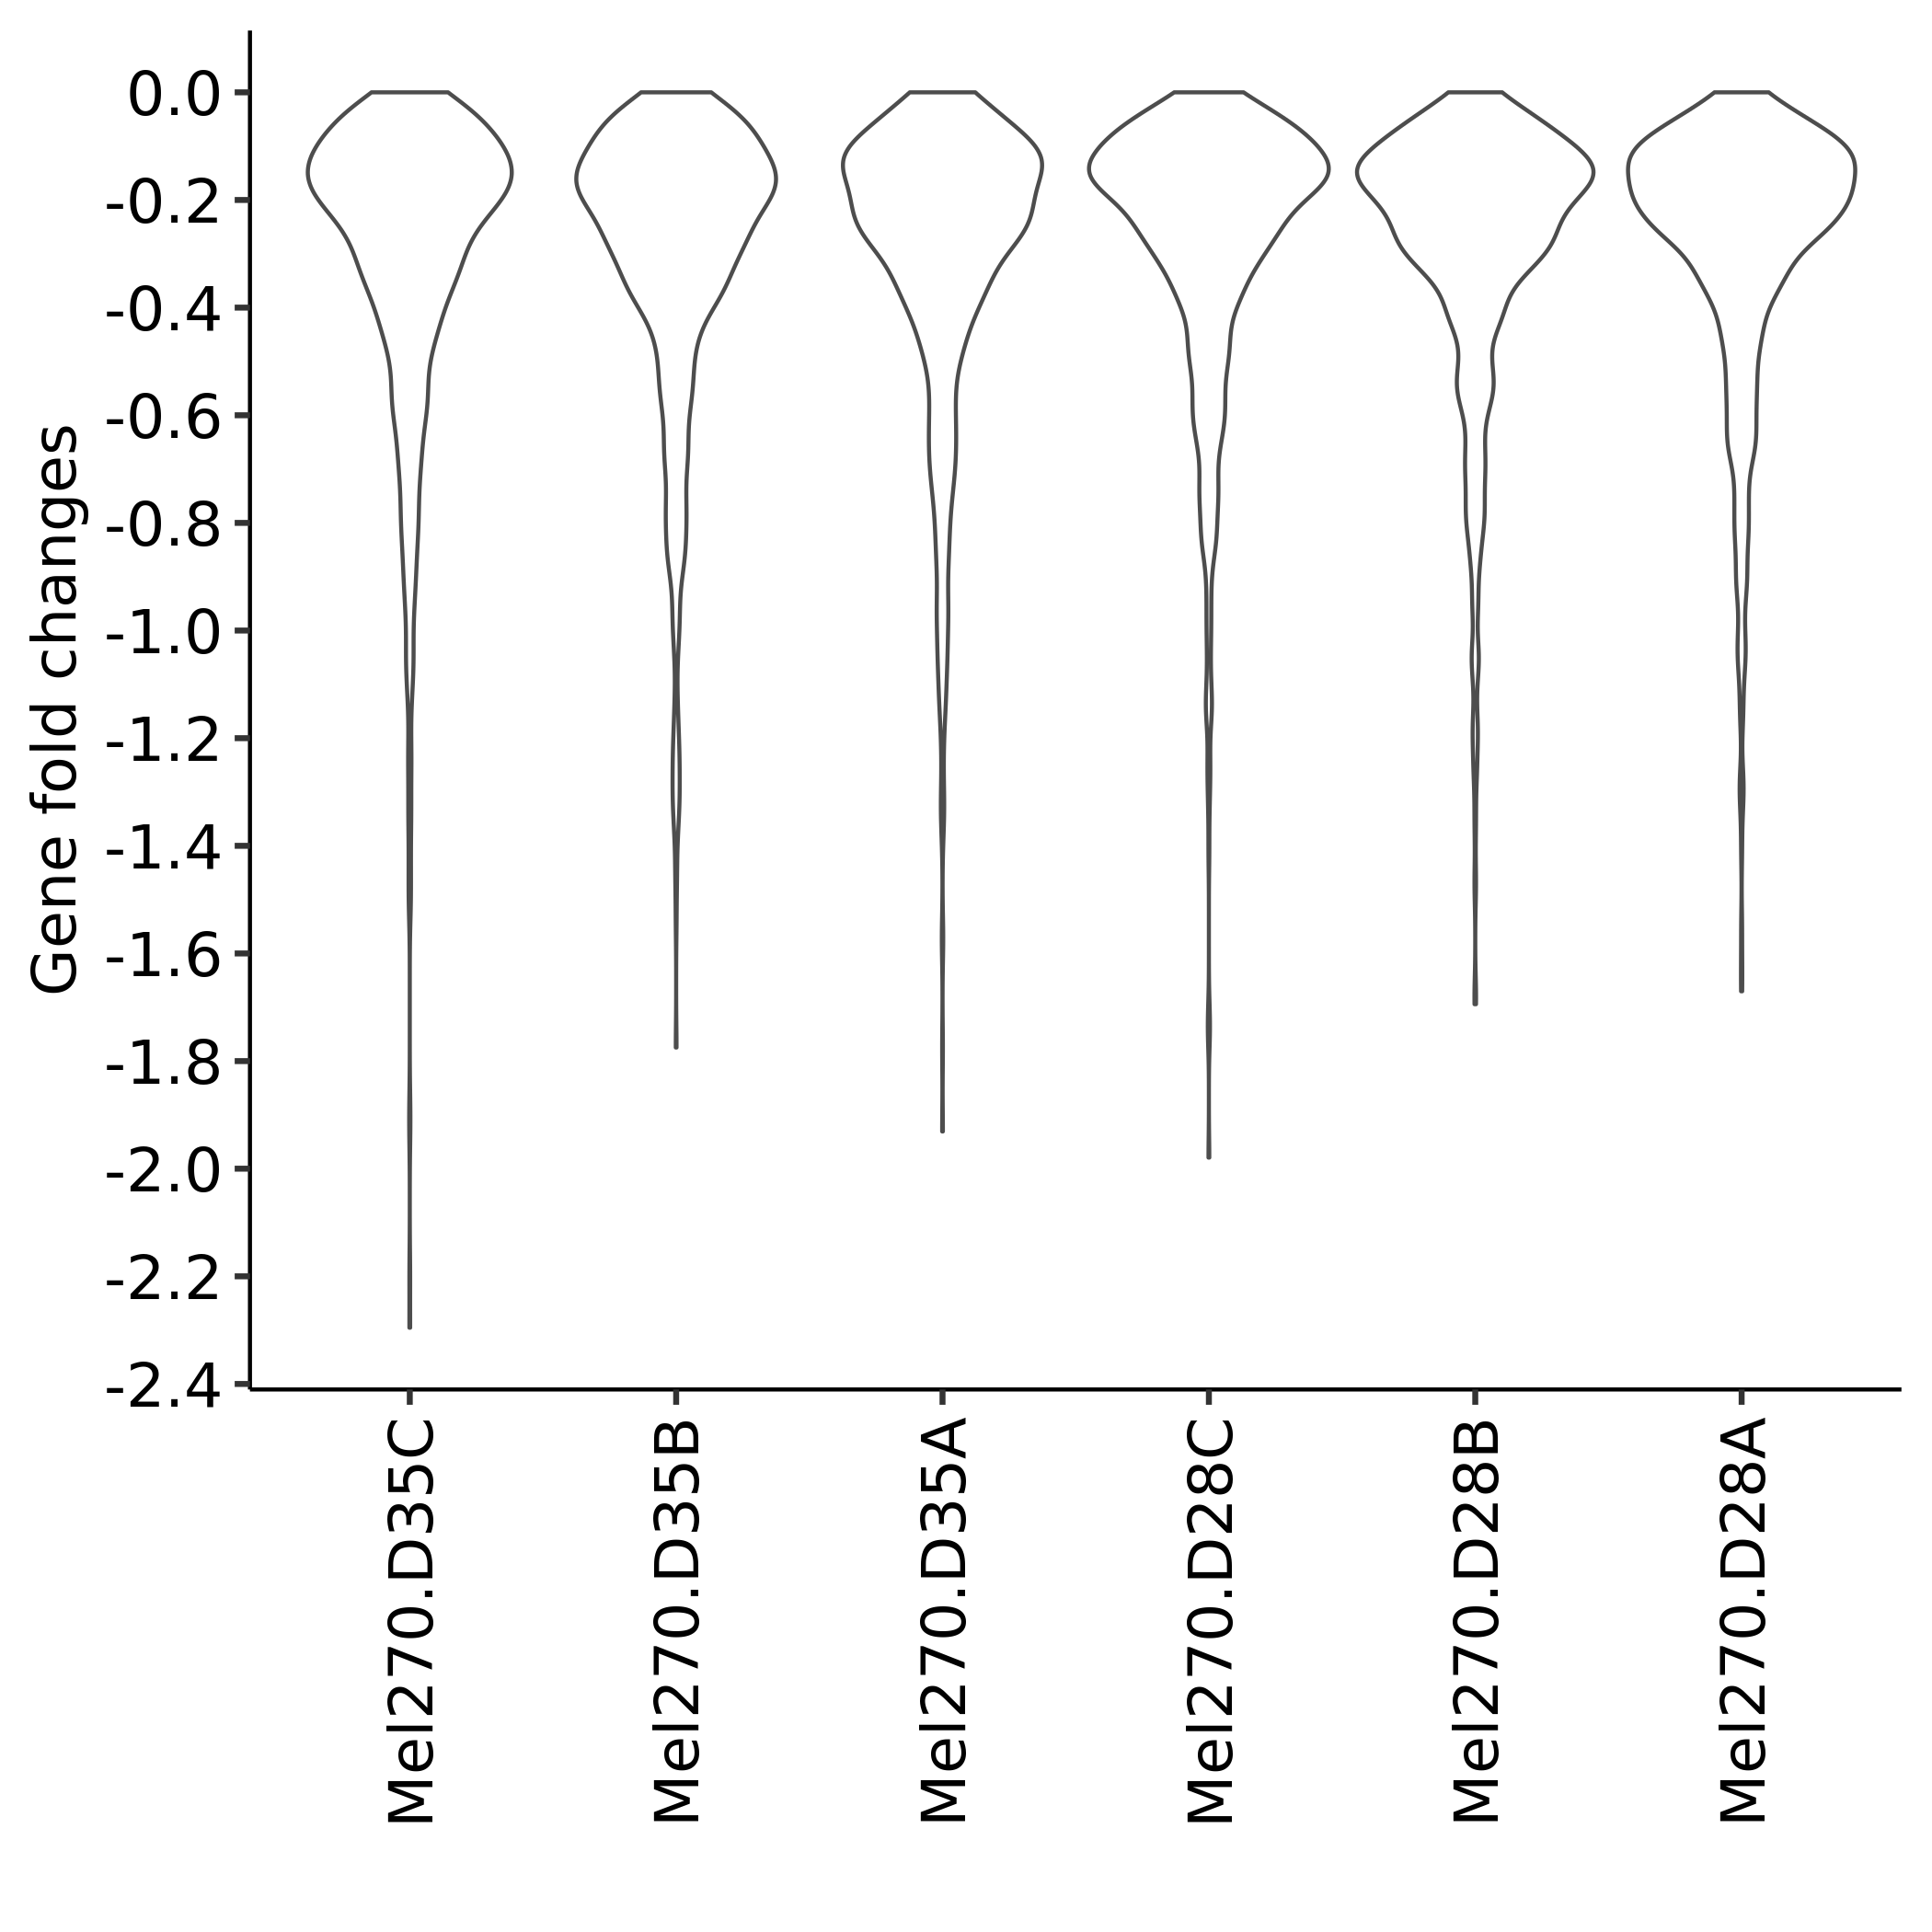 Gene fold changes
0.0
-0.2
-0.4
-0.6
-0.8
-1.0
-1.2
-1.4
-1.6
-1.8
-2.0
-2.2
-2.4
Mel270.D35C
Mel270.D35B
Mel270.D35A
Mel270.D28C
Mel270.D28B
Mel270.D28A